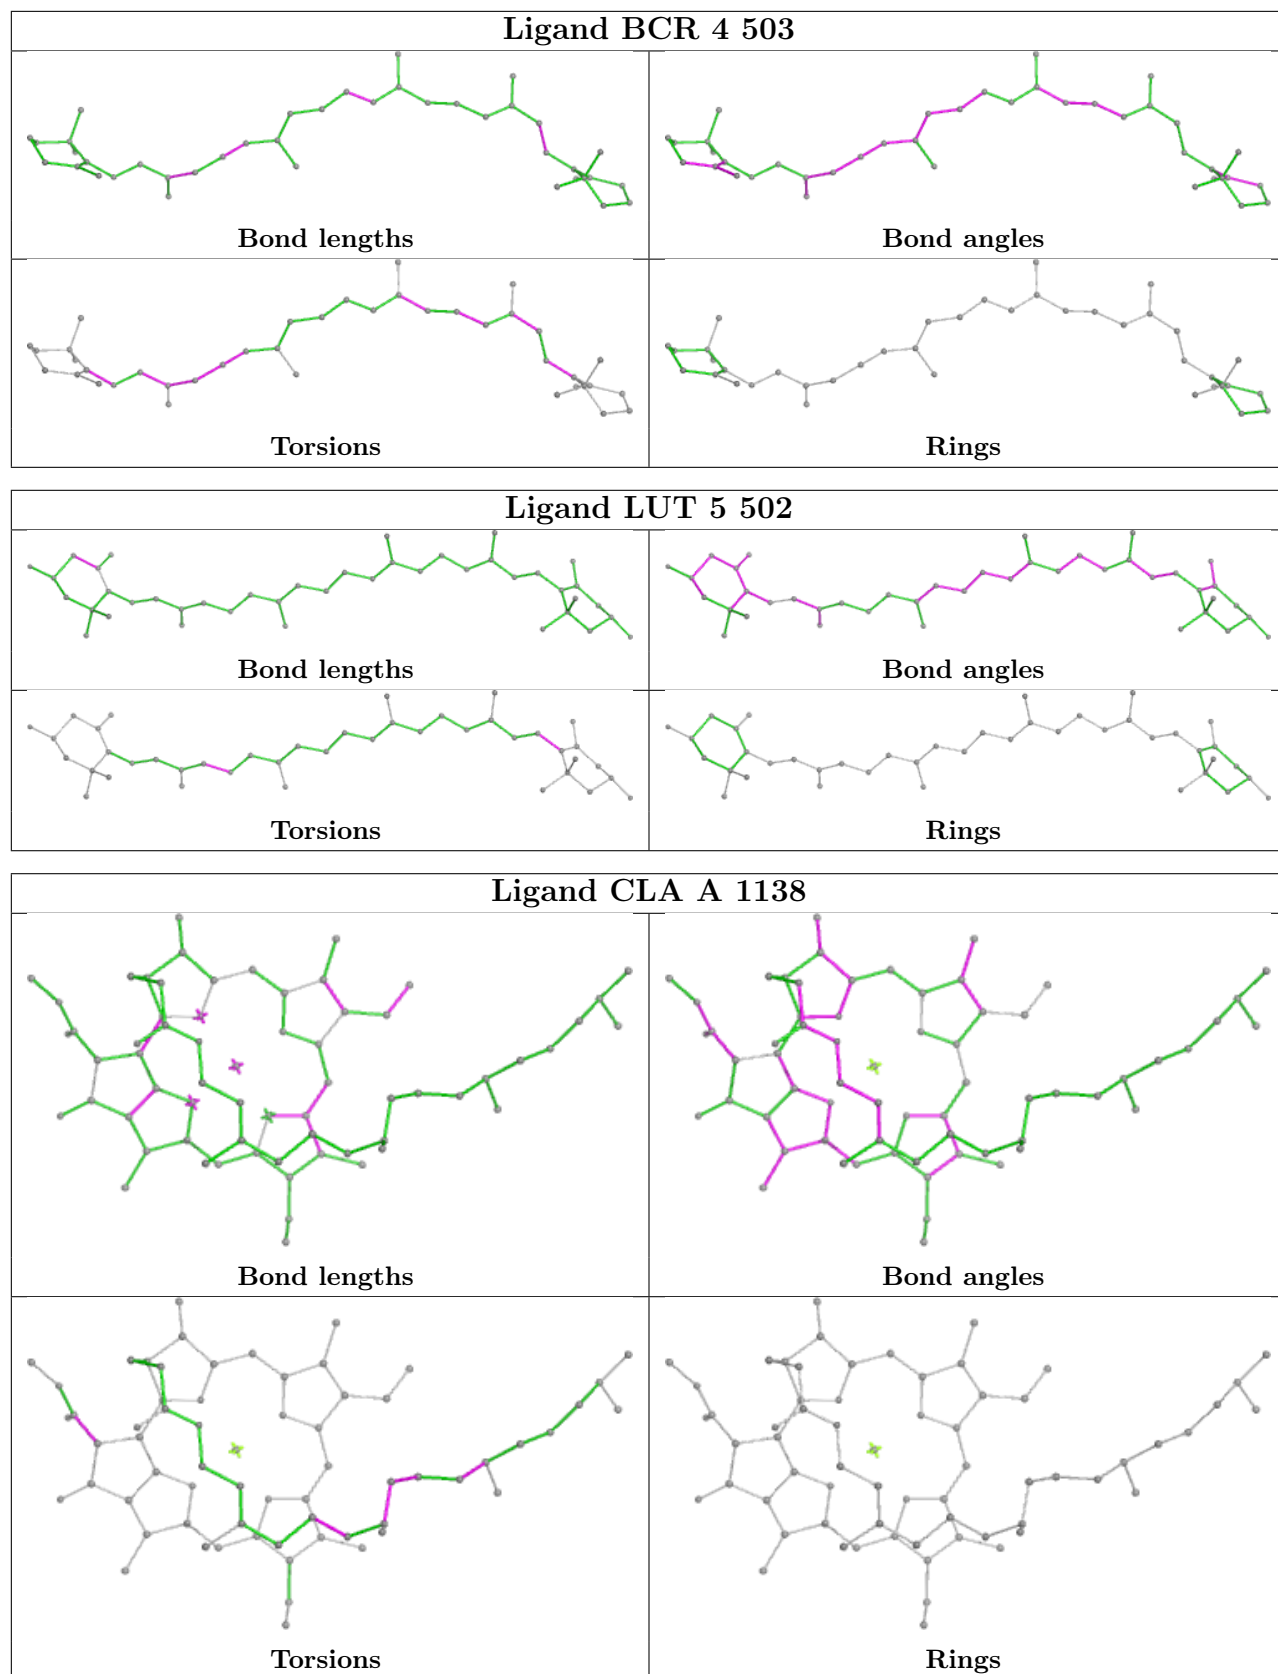 Ligand BCR 4 503
Bond lengths
Bond angles
Torsions
Rings
Ligand LUT 5 502
Bond lengths
Bond angles
Torsions
Rings
Ligand CLA A 1138
Bond lengths
Bond angles
Torsions
Rings